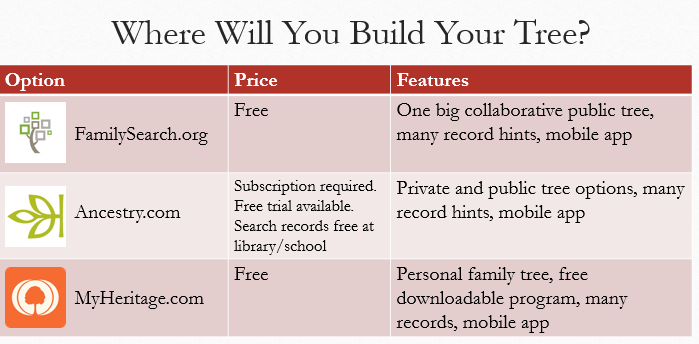 Where Will You Build Your Tree?
Option
Price
Features
FamilySearch.org
Free
One big collaborative public tree,
many record hints, mobile app
Ancestry.com
Subscription required.
Free trial available.
Search records free at
library/school
Private and public tree options, many
record hints, mobile app
MyHeritage.com
Free
Personal family tree, free
downloadable program, many
records, mobile app